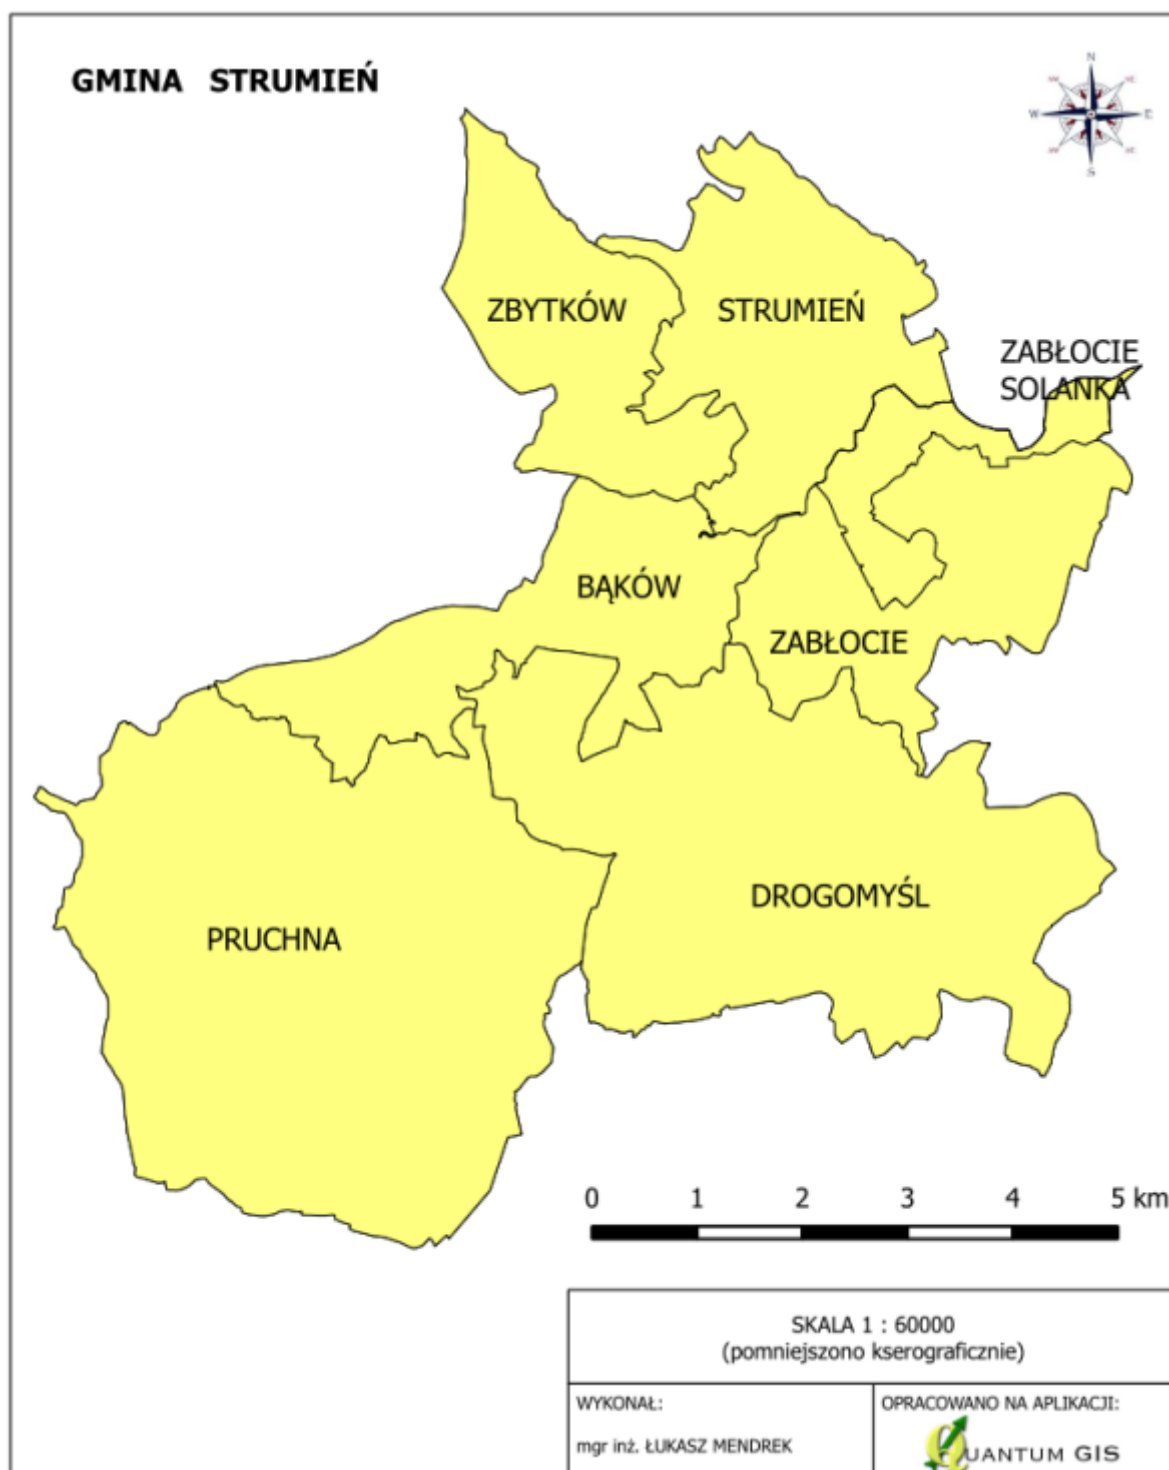 GMINA STRUMIEŃ
N
W
E
S
ZBYTKÓW
STRUMIEŃ
ZABŁOCIE
SOLANKA
BĄKÓW
ZABŁOCIE
DROGOMYŚL
PRUCHNA
0 1 2 3 4 5 km
SKALA 1 : 60000
(pomniejszono kserograficznie)
WYKONAŁ:
mgr inż. ŁUKASZ MENDREK
OPRACOWANO NA APLIKACJI:
QUANTUM GIS